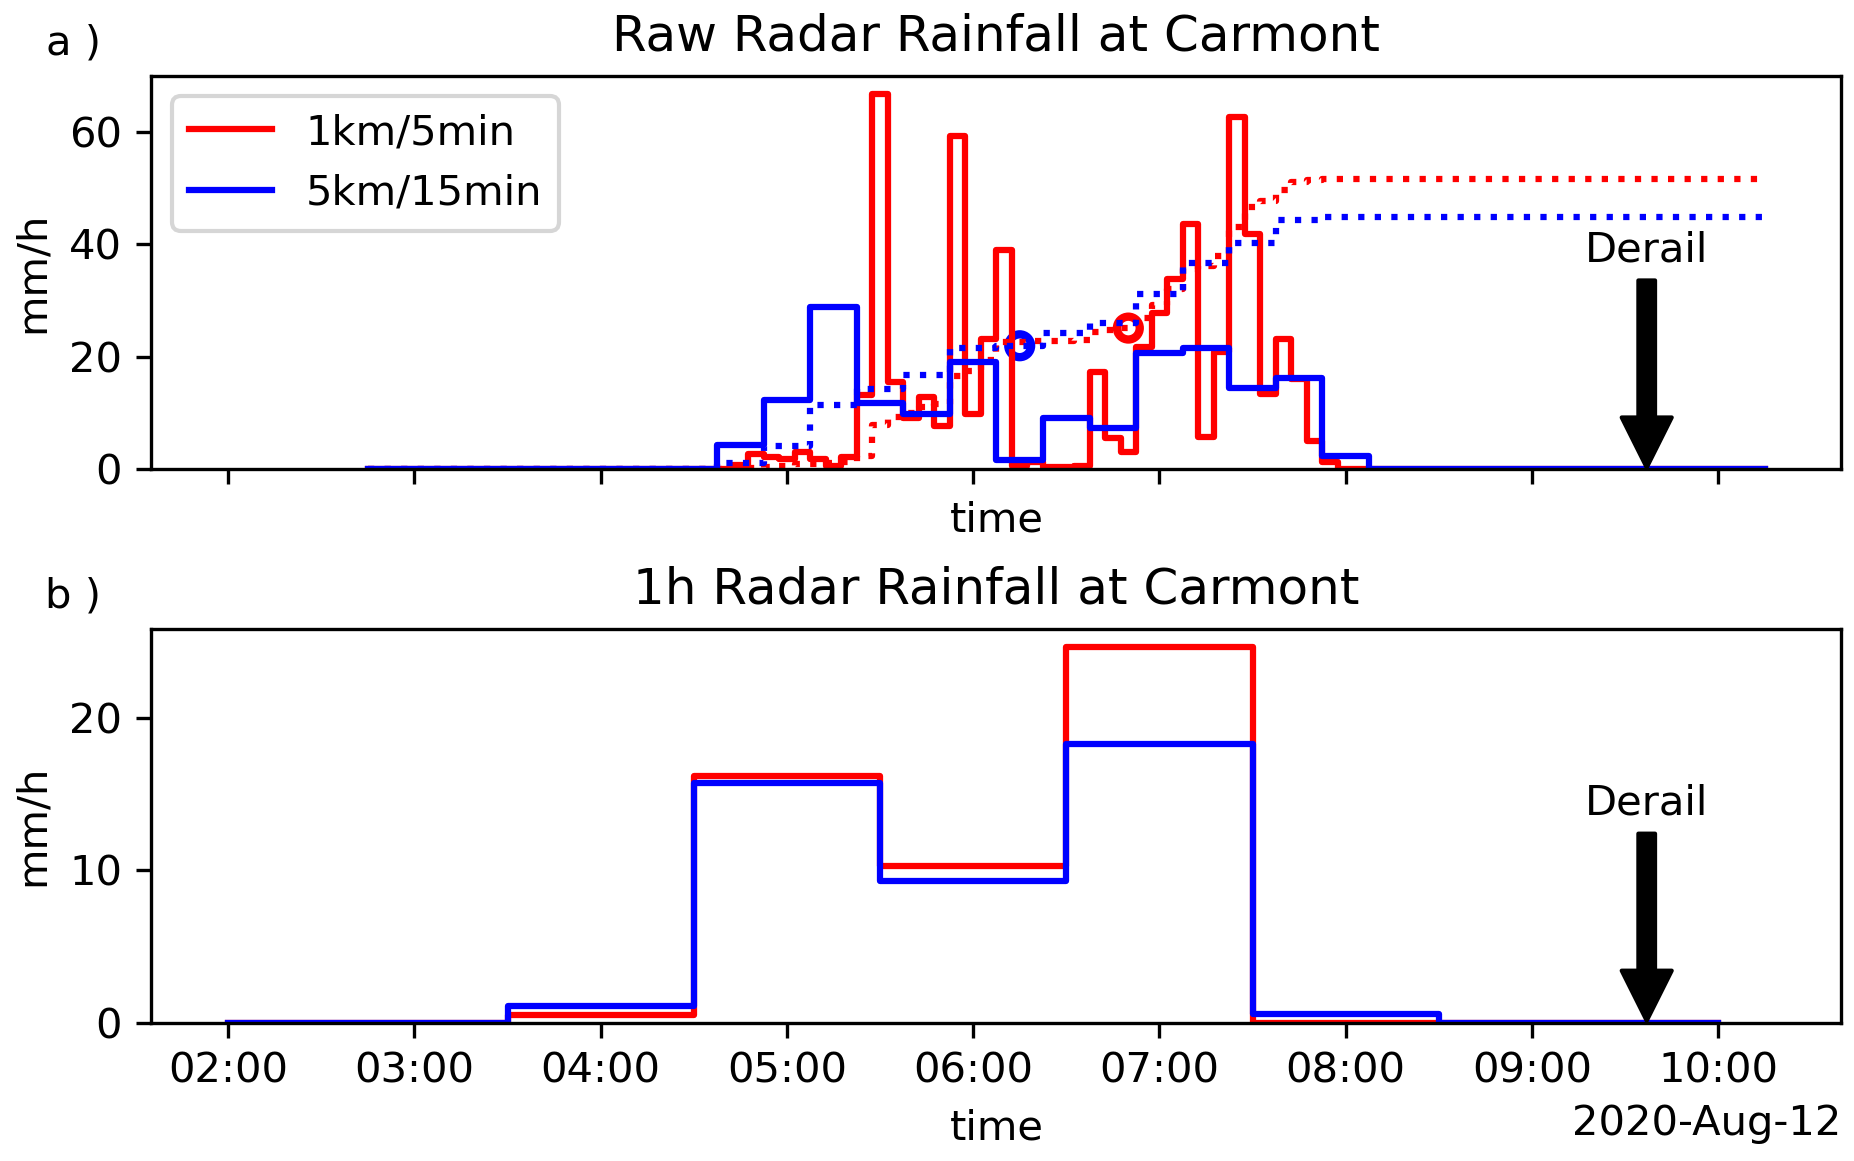 a )
Raw Radar Rainfall at Carmont
1km/5min
5km/15min
60
40
20
0
mm/h
Derail
time
b )
1h Radar Rainfall at Carmont
20
10
0
mm/h
Derail
02:00 03:00 04:00 05:00 06:00 07:00 08:00 09:00 10:00
time
2020-Aug-12